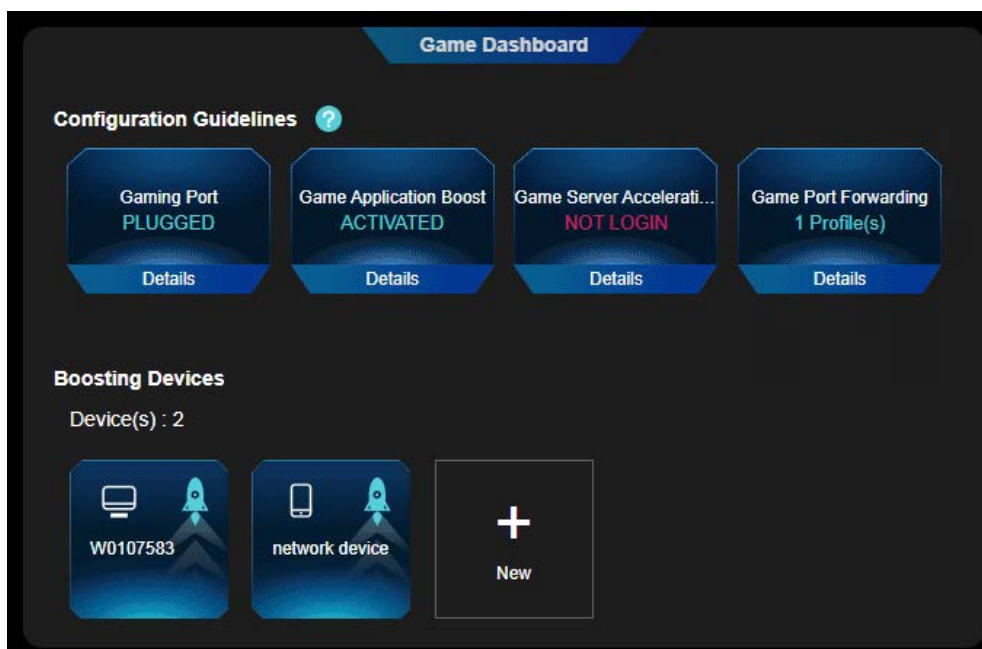 Game Dashboard
Configuration Guidelines ?
Gaming Port
PLUGGED
Details
Game Application Boost
ACTIVATED
Details
Game Server Accelerati...
NOT LOGIN
Details
Game Port Forwarding
1 Profile(s)
Details
Boosting Devices
Device(s) : 2
W0107583
network device
+
New